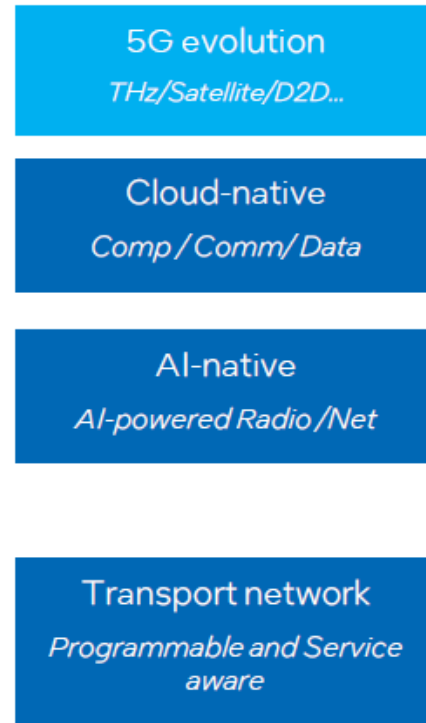 5G evolution
THz/Satellite/D2D...
Cloud-native
Comp / Comm/ Data
AI-native
AI-powered Radio /Net
Transport network
Programmable and Service
aware